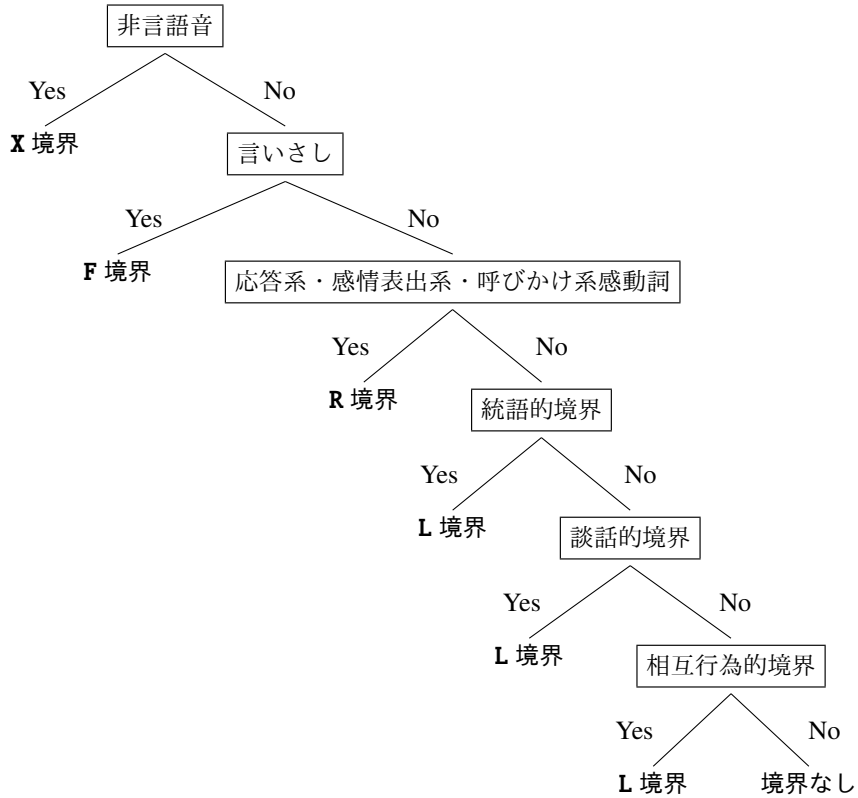 非言語音
Yes No
X 境界
言いさし
Yes No
F 境界
応答系・感情表出系・呼びかけ系感動詞
Yes No
R 境界
統語的境界
Yes No
L 境界
談話的境界
Yes No
L 境界
相互行為的境界
Yes No
L 境界 境界なし